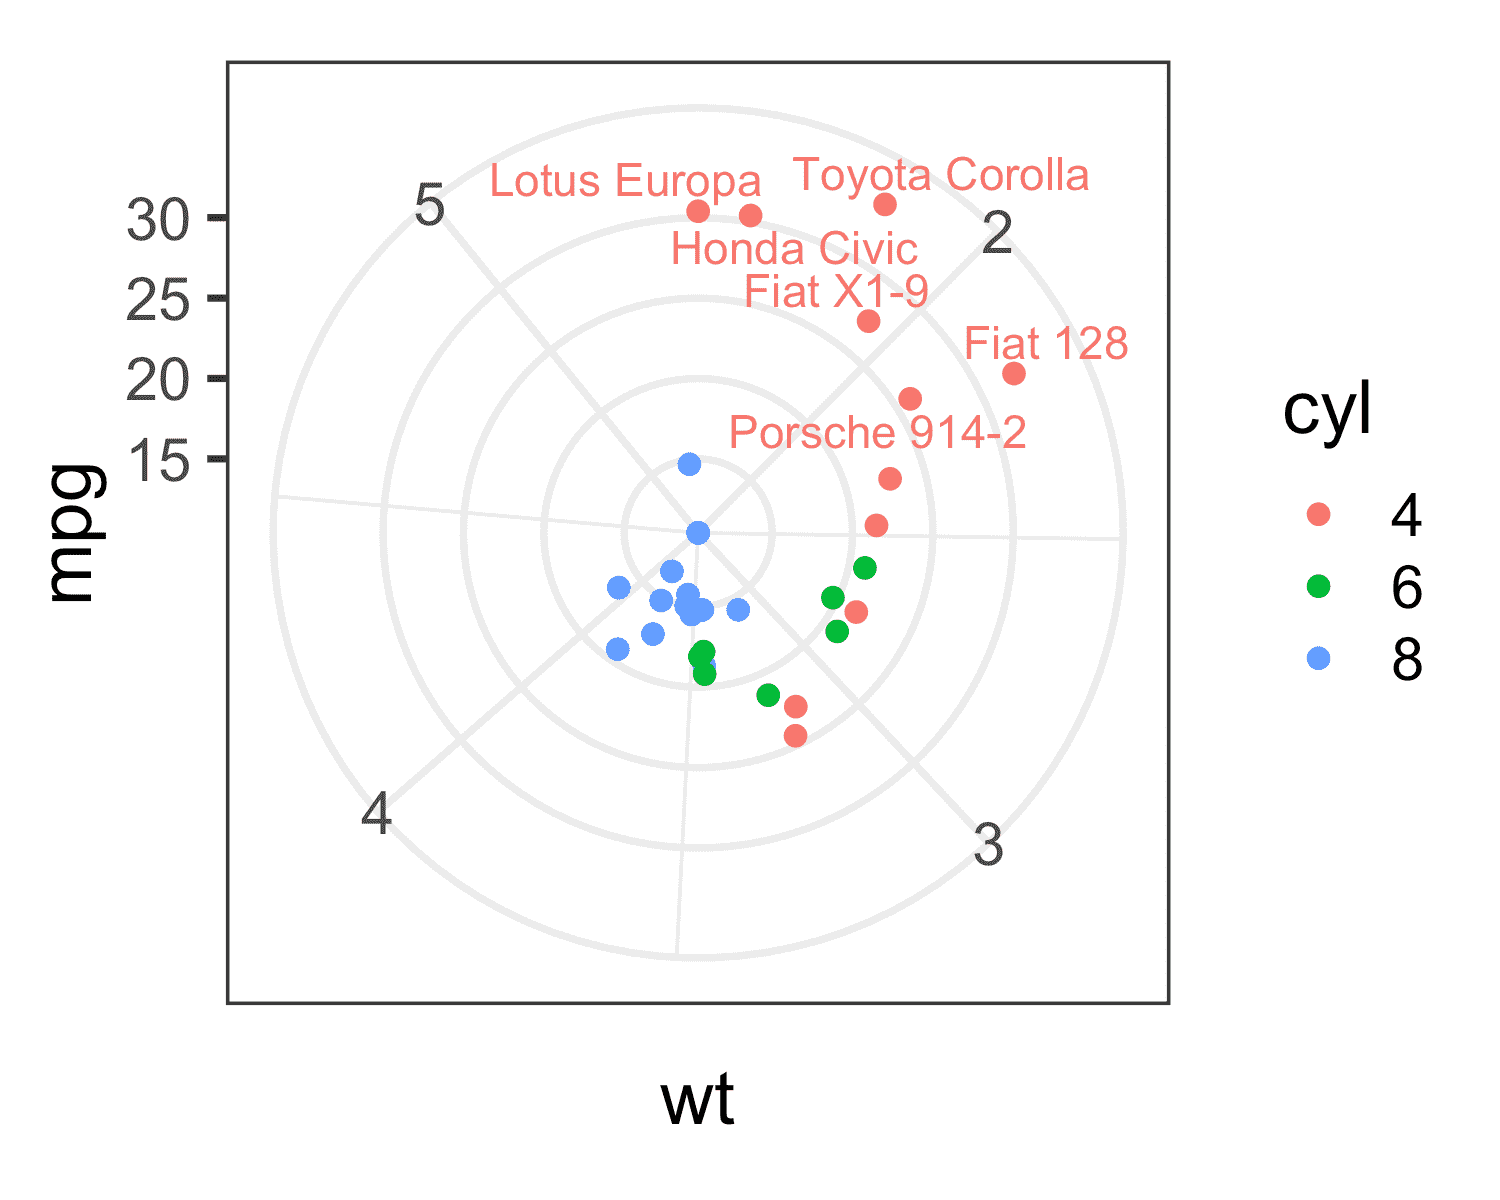 Lotus Europa
Toyota Corolla
Honda Civic
Fiat X1-9
Fiat 128
Porsche 914-2
5
2
4
3
30
25
20
15
mpg
wt
cyl
4
6
8